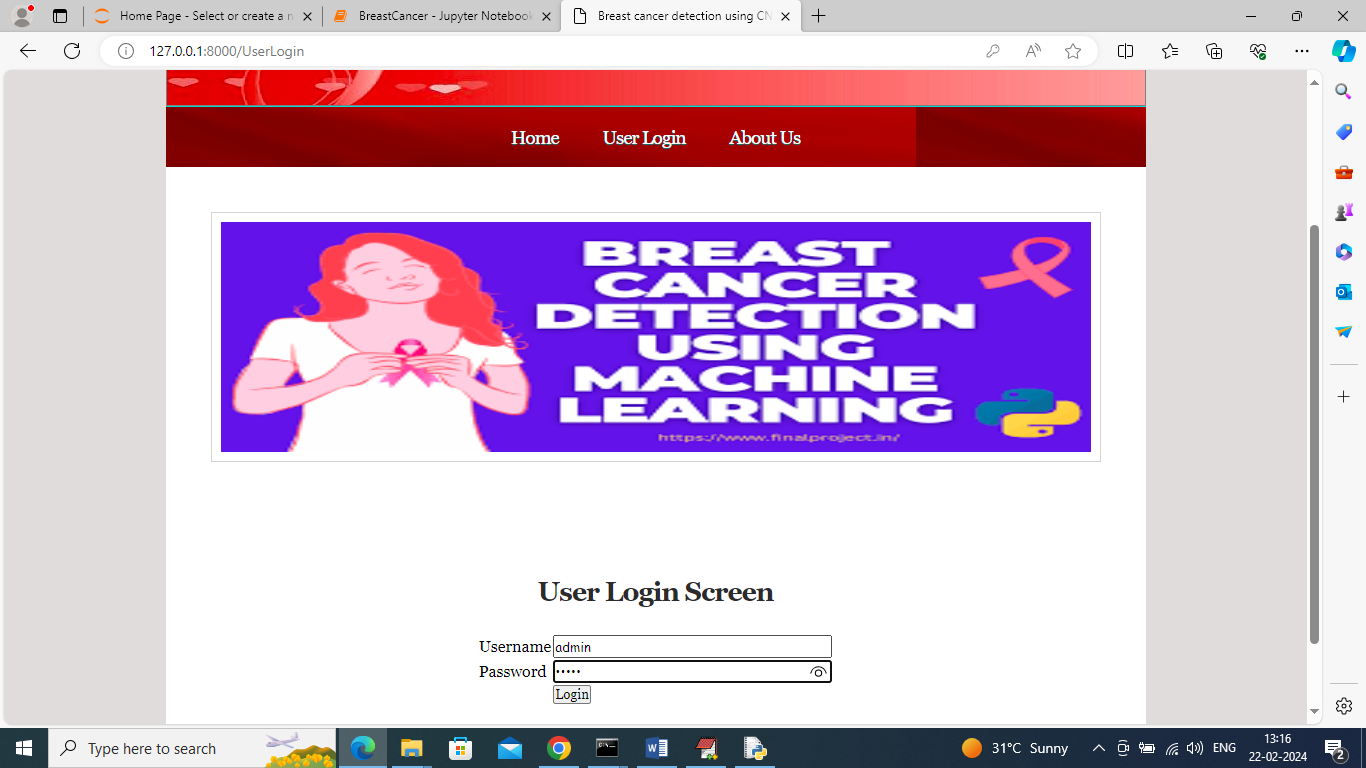 Home Page - Select or create a n
BreastCancer - Jupyter Notebook
Breast cancer detection using CN
127.0.0.1:8000/UserLogin
Home
User Login
About Us
BREAST
CANCER
DETECTION
USING
MACHINE
LEARNING
https://www.finalproject.in/
User Login Screen
Username admin
Password •••••
Login
Type here to search
31°C Sunny
ENG
13:16
22-02-2024
2